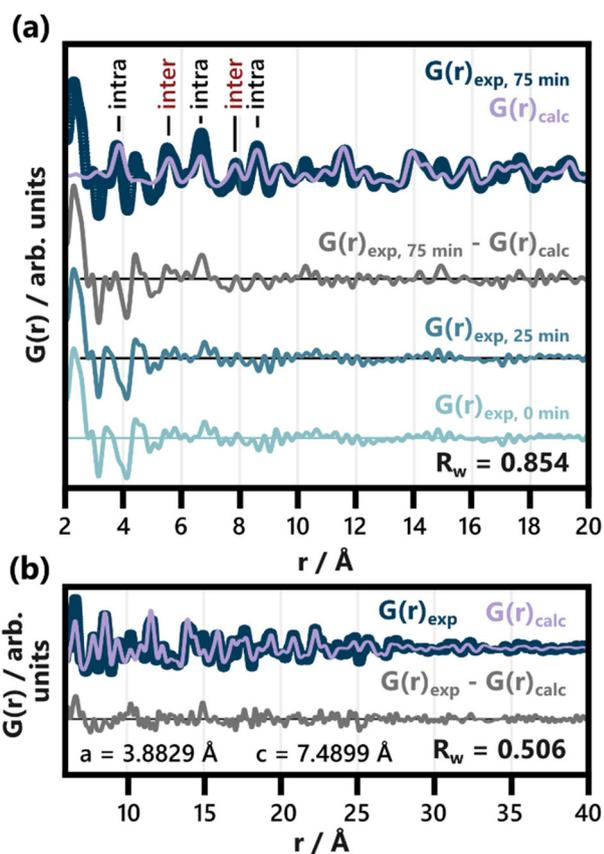 (a)
intra
inter
intra
inter
intra
G(r)exp, 75 min
G(r)calc
G(r)exp, 75 min - G(r)calc
G(r)exp, 25 min
G(r)exp, 0 min
Rw = 0.854
G(r) / arb. units
2 4 6 8 10 12 14 16 18 20
r / Å
(b)
G(r)exp G(r)calc
G(r)exp - G(r)calc
a = 3.8829 Å c = 7.4899 Å Rw = 0.506
G(r) / arb.
units
10 15 20 25 30 35 40
r / Å